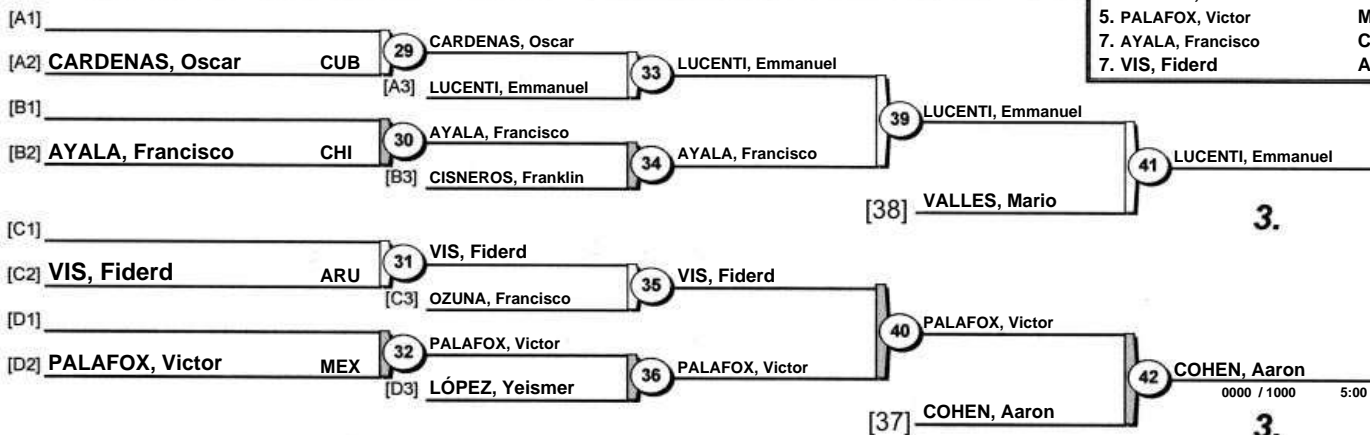 5. PALAFOX, Victor M
7. AYALA, Francisco C
7. VIS, Fiderd A
[A1]
[A2] CARDENAS, Oscar CUB
29
CARDENAS, Oscar
[A3] LUCENTI, Emmanuel
33
LUCENTI, Emmanuel
[B1]
[B2] AYALA, Francisco CHI
30
AYALA, Francisco
[B3] CISNEROS, Franklin
34
AYALA, Francisco
39
LUCENTI, Emmanuel
[38] VALLES, Mario
41
LUCENTI, Emmanuel
3.
[C1]
[C2] VIS, Fiderd ARU
31
VIS, Fiderd
[C3] OZUNA, Francisco
35
VIS, Fiderd
[D1]
[D2] PALAFOX, Victor MEX
32
PALAFOX, Victor
[D3] LÓPEZ, Yeismer
36
PALAFOX, Victor
40
PALAFOX, Victor
[37] COHEN, Aaron
42
COHEN, Aaron
0000 / 1000 5:00
3.